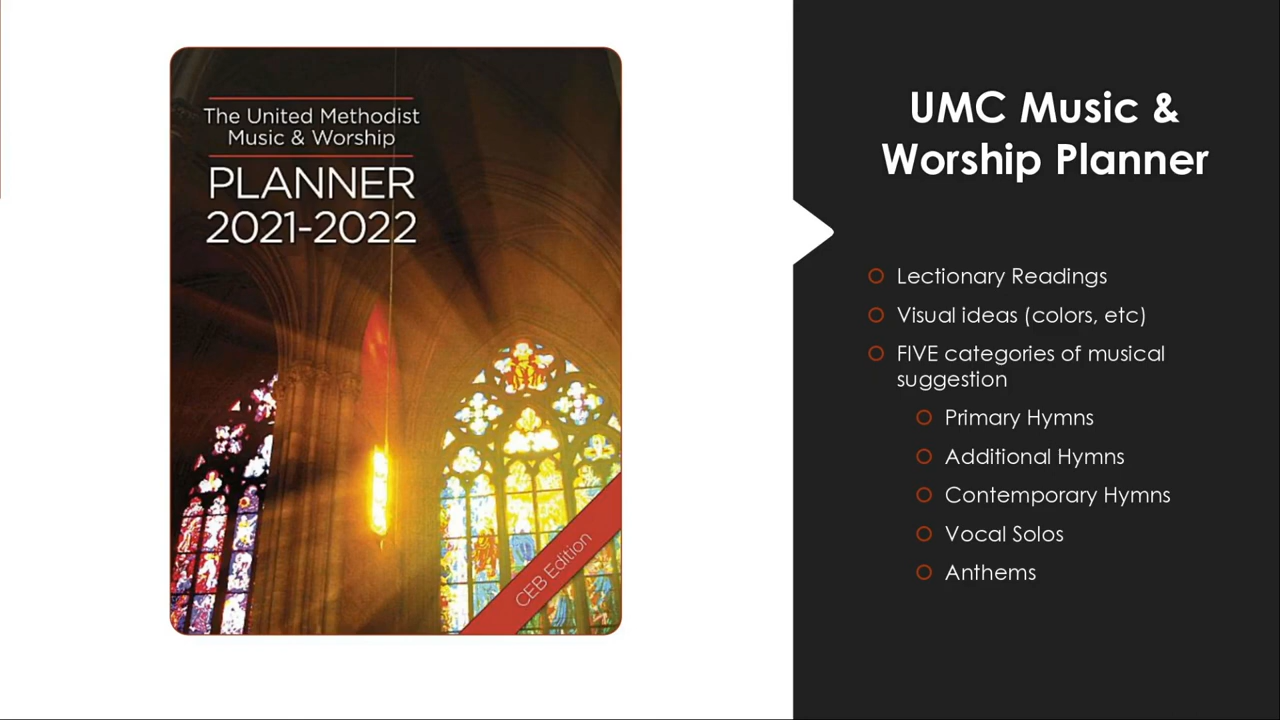 The United Methodist
Music & Worship
PLANNER
2021-2022
CEB Edition
UMC Music &
Worship Planner
Lectionary Readings
Visual ideas (colors, etc)
FIVE categories of musical
suggestion
Primary Hymns
Additional Hymns
Contemporary Hymns
Vocal Solos
Anthems